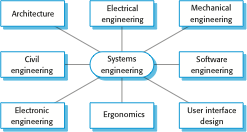 Architecture
Electrical
engineering
Mechanical
engineering
Civil
engineering
Systems
engineering
Software
engineering
Electronic
engineering
Ergonomics
User interface
design